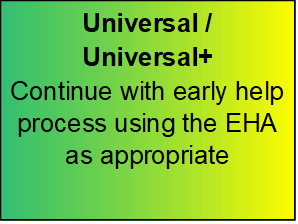 Universal /
Universal+
Continue with early help
process using the EHA
as appropriate